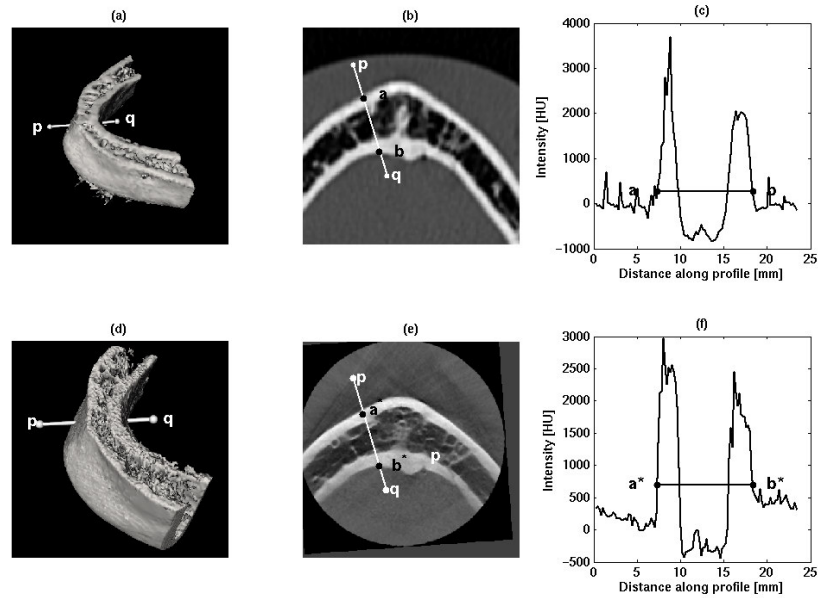 (a)
p
q
(b)
p
a
b
q
(c)
Intensity [HU]
4000
3000
2000
1000
0
−1000
a
b
0 5 10 15 20 25
Distance along profile [mm]
(d)
p
q
(e)
p
a*
b*
p
q
(f)
Intensity [HU]
3000
2500
2000
1500
1000
500
0
−500
a*
b*
0 5 10 15 20 25
Distance along profile [mm]